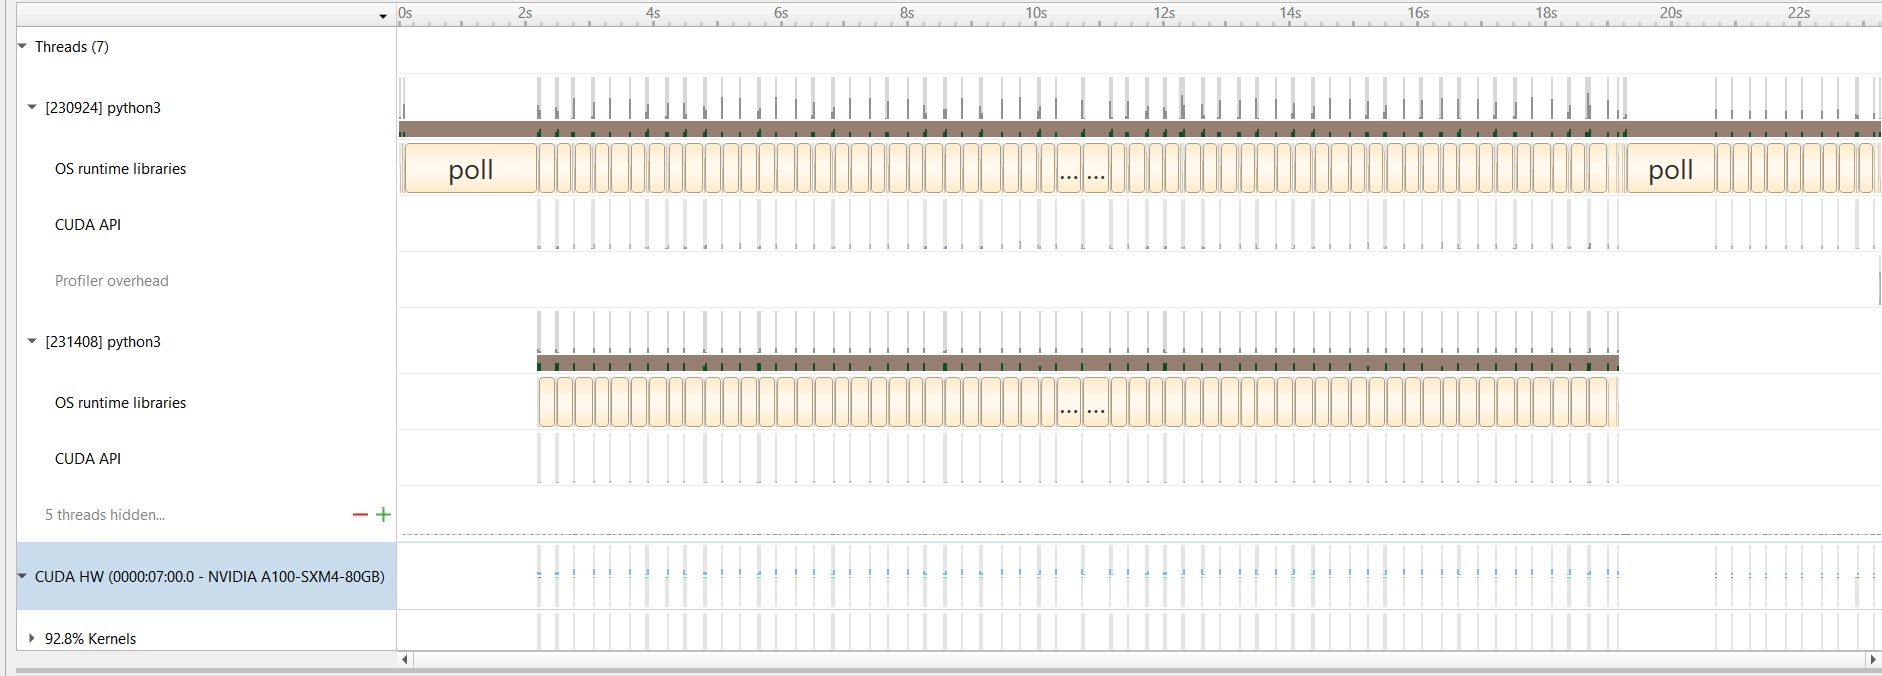 0s 2s 4s 6s 8s 10s 12s 14s 16s 18s 20s 22s
Threads (7)
[230924] python3
OS runtime libraries poll ... ... poll
CUDA API
Profiler overhead
[231408] python3
OS runtime libraries ... ...
CUDA API
5 threads hidden...
CUDA HW (0000:07:00.0 - NVIDIA A100-SXM4-80GB)
92.8% Kernels